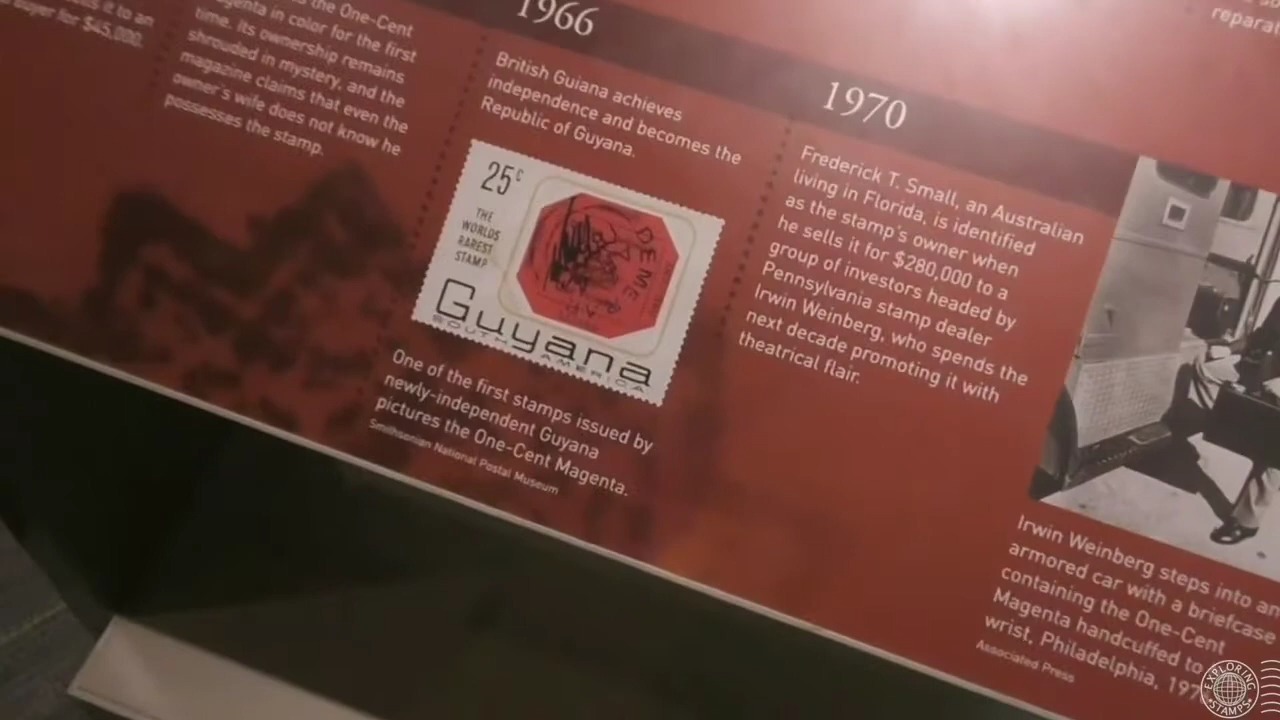 it to an
for $45,000.
the One-Cent
in color for the first
time. Its ownership remains
shrouded in mystery, and the
magazine claims that even the
owner's wife does not know he
possesses the stamp.
1966
British Guiana achieves
independence and becomes the
Republic of Guyana.
25c
THE
WORLDS
RAREST
STAMP
DEME
Guyana
SOUTH AMERICA
One of the first stamps issued by
newly-independent Guyana
pictures the One-Cent Magenta.
Smithsonian National Postal Museum
1970
Frederick T. Small, an Australian
living in Florida, is identified
as the stamp's owner when
he sells it for $280,000 to a
group of investors headed by
Pennsylvania stamp dealer
Irwin Weinberg, who spends the
next decade promoting it with
theatrical flair.
Irwin Weinberg steps into an
armored car with a briefcase
containing the One-Cent
Magenta handcuffed to
wrist, Philadelphia,
Associated Press
EXPLORING
STAMPS